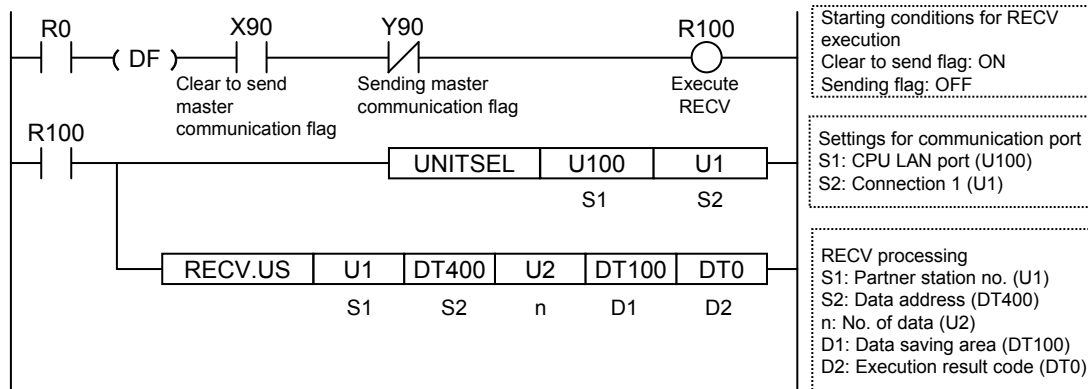 R0
X90
Y90
R100
( DF )
Clear to send
master
communication flag
Sending master
communication flag
Execute
RECV
Starting conditions for RECV
execution
Clear to send flag: ON
Sending flag: OFF
R100
UNITSEL U100 U1
S1 S2
Settings for communication port
S1: CPU LAN port (U100)
S2: Connection 1 (U1)
RECV.US U1 DT400 U2 DT100 DT0
S1 S2 n D1 D2
RECV processing
S1: Partner station no. (U1)
S2: Data address (DT400)
n: No. of data (U2)
D1: Data saving area (DT100)
D2: Execution result code (DT0)